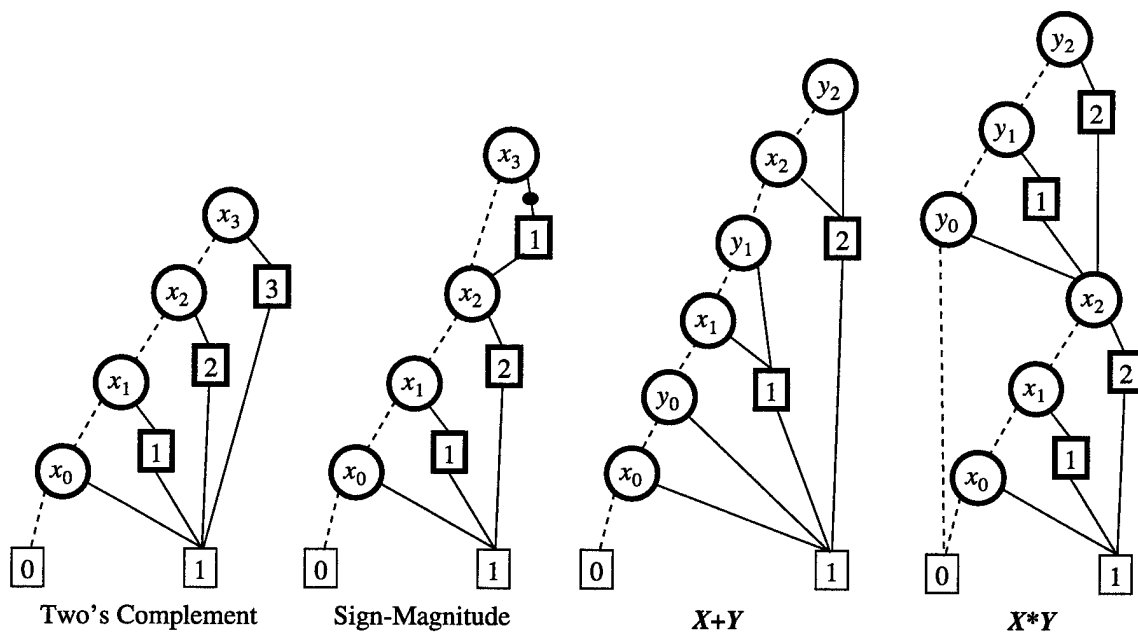 x₃
x₂ 3
x₁ 2
x₀ 1
0 1
Two's Complement
x₃
1
x₂
x₁ 2
x₀ 1
0 1
Sign-Magnitude
y₂
x₂
y₁ 2
x₁
y₀ 1
x₀
0 1
X+Y
y₂
2
y₁
1
y₀
x₂
x₁ 2
1
x₀
0 1
X*Y